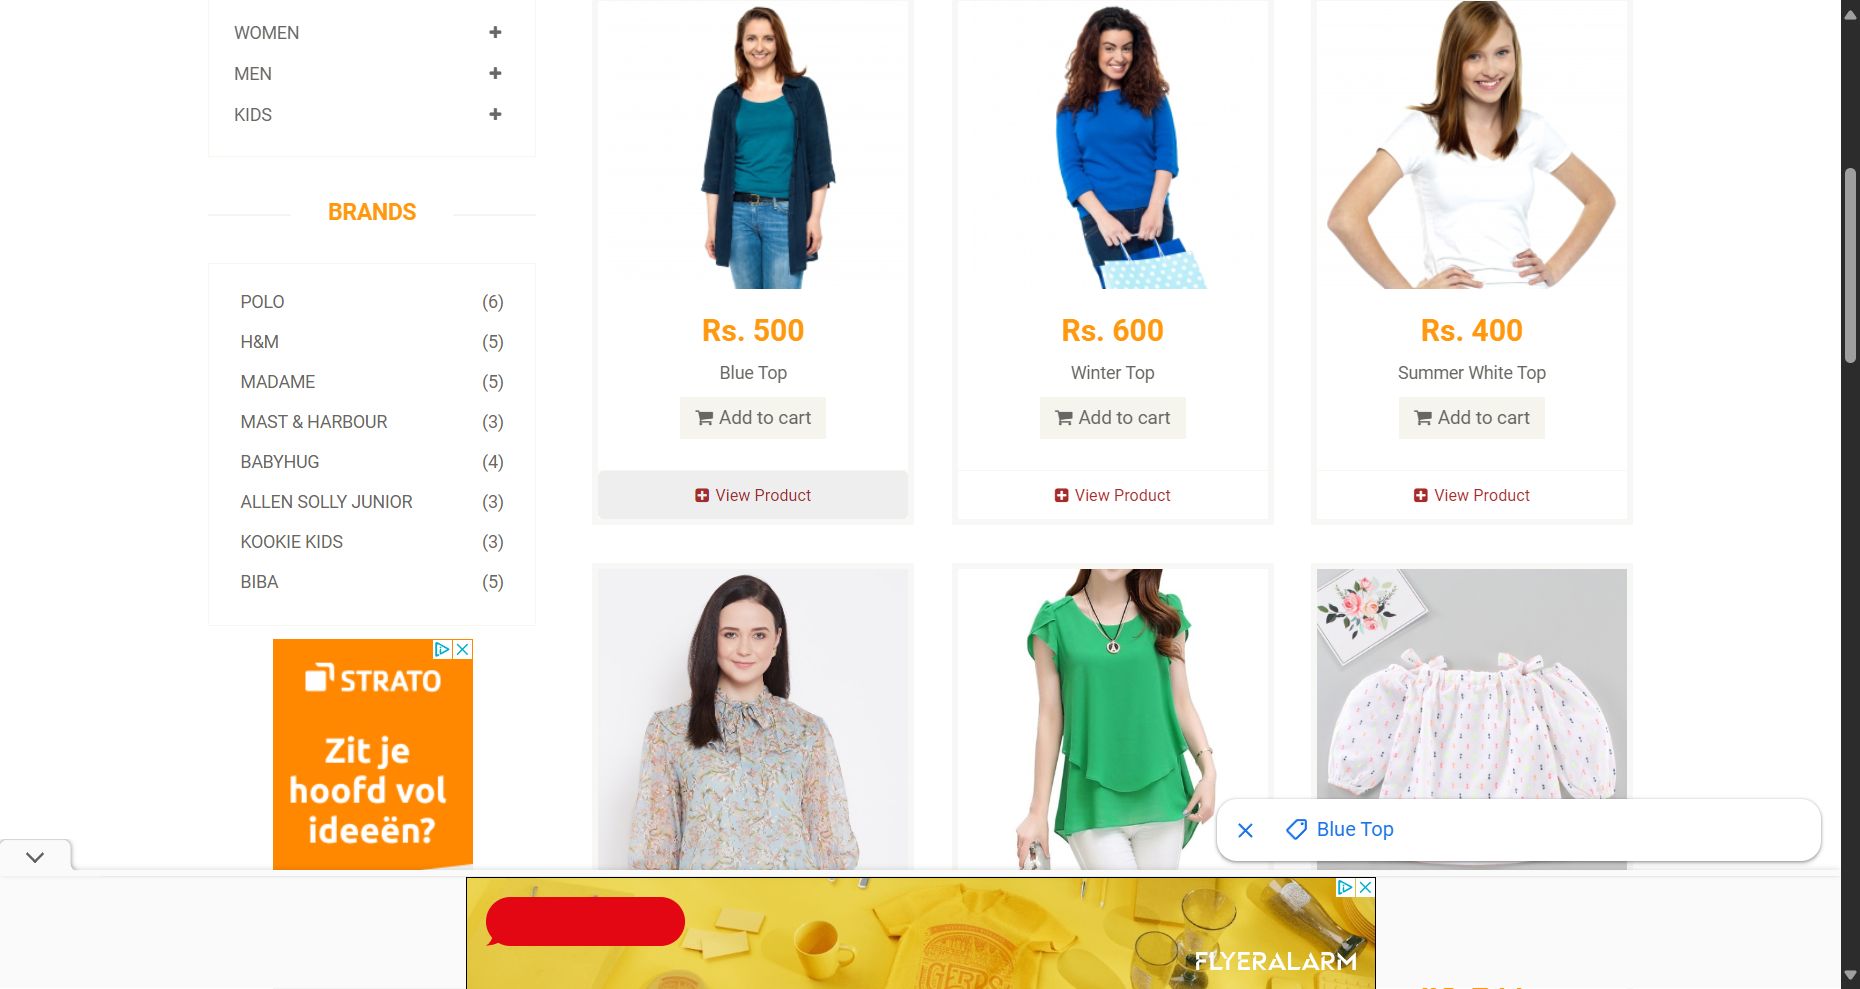 WOMEN
MEN
KIDS
BRANDS
POLO (6)
H&M (5)
MADAME (5)
MAST & HARBOUR (3)
BABYHUG (4)
ALLEN SOLLY JUNIOR (3)
KOOKIE KIDS (3)
BIBA (5)
STRATO
Zit je
hoofd vol
ideeën?
Rs. 500
Blue Top
Add to cart
View Product
Rs. 600
Winter Top
Add to cart
View Product
Rs. 400
Summer White Top
Add to cart
View Product
Blue Top
GERDS
FLYERALARM